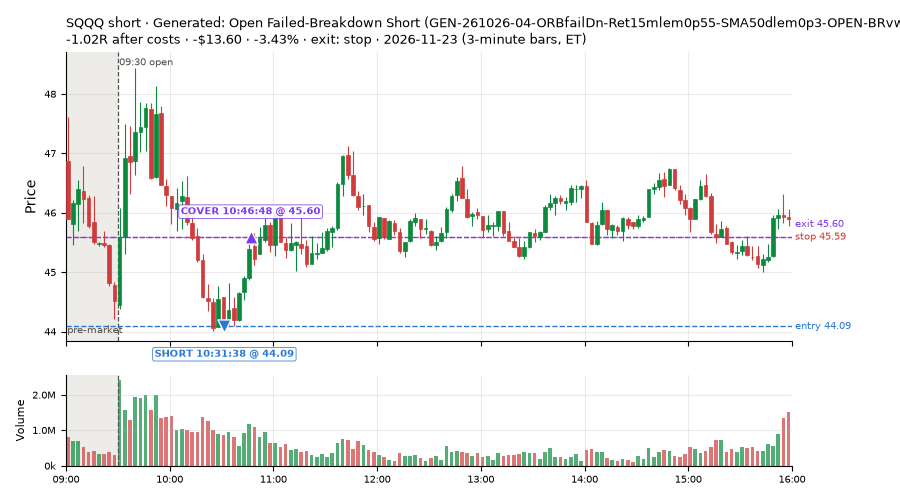 SQQQ short · Generated: Open Failed-Breakdown Short (GEN-261026-04-ORBfailDn-Ret15mlem0p55-SMA50dlem0p3-OPEN-BRvw
-1.02R after costs · -$13.60 · -3.43% · exit: stop · 2026-11-23 (3-minute bars, ET)
09:30 open
48
47
46
45
44
Price
COVER 10:46:48 @ 45.60
exit 45.60
stop 45.59
entry 44.09
pre-market
SHORT 10:31:38 @ 44.09
2.0M
1.0M
0k
Volume
09:00
10:00
11:00
12:00
13:00
14:00
15:00
16:00